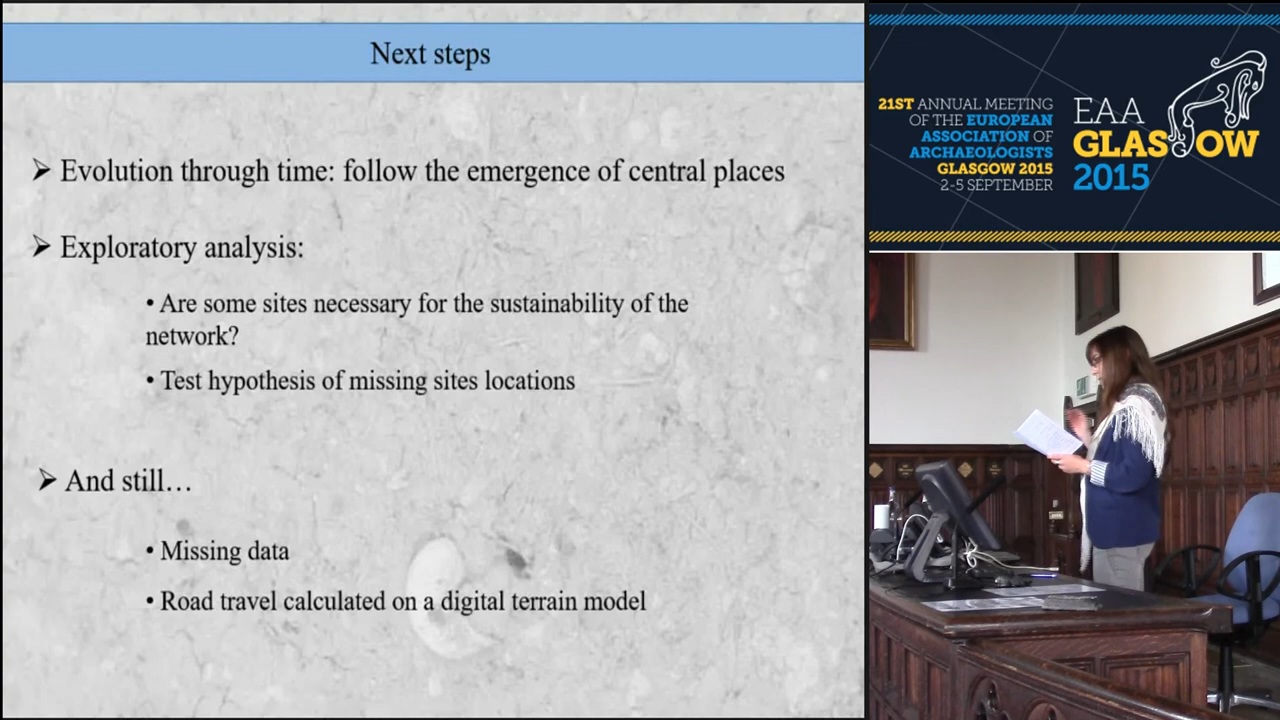 Next steps
➢ Evolution through time: follow the emergence of central places
➢ Exploratory analysis:
• Are some sites necessary for the sustainability of the
network?
• Test hypothesis of missing sites locations
➢ And still…
• Missing data
• Road travel calculated on a digital terrain model
21ST ANNUAL MEETING
OF THE EUROPEAN
ASSOCIATION OF
ARCHAEOLOGISTS
GLASGOW 2015
2-5 SEPTEMBER
EAA
GLASGOW
2015